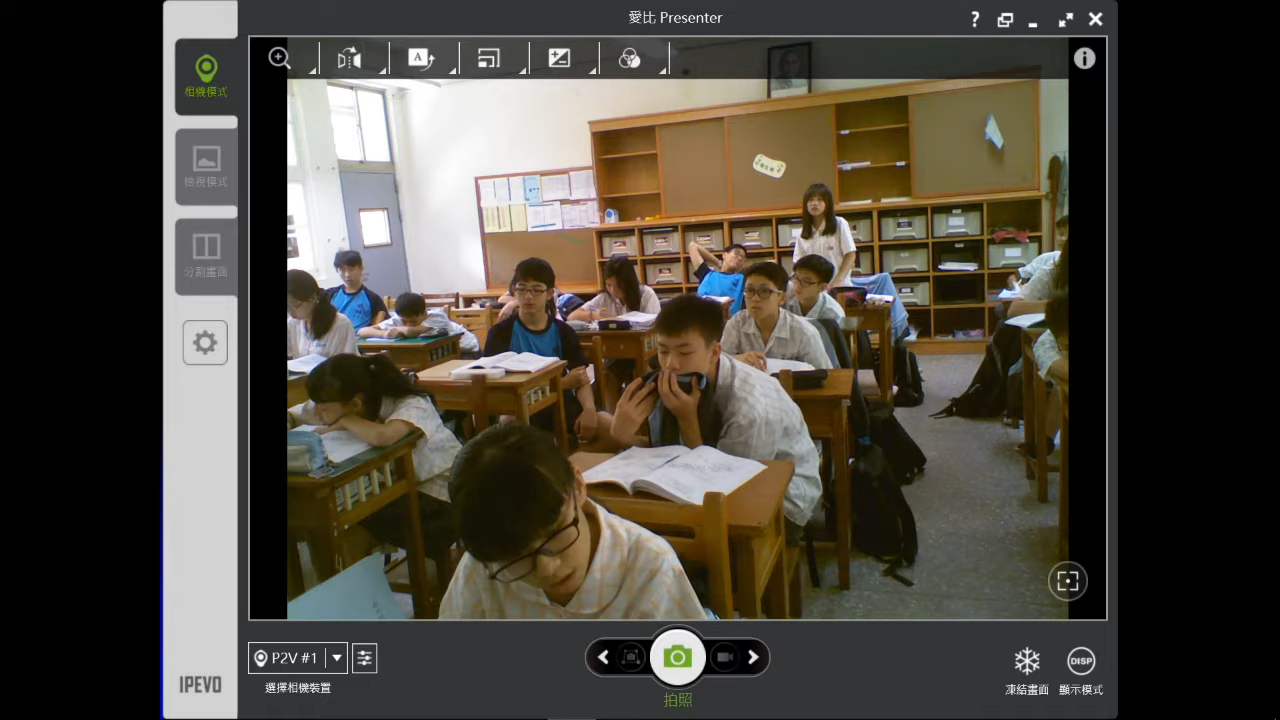 愛比 Presenter
?
相機模式
A
檢視模式
分割畫面
P2V #1
選擇相機裝置
IPEVO
拍照
DISP
凍結畫面
顯示模式